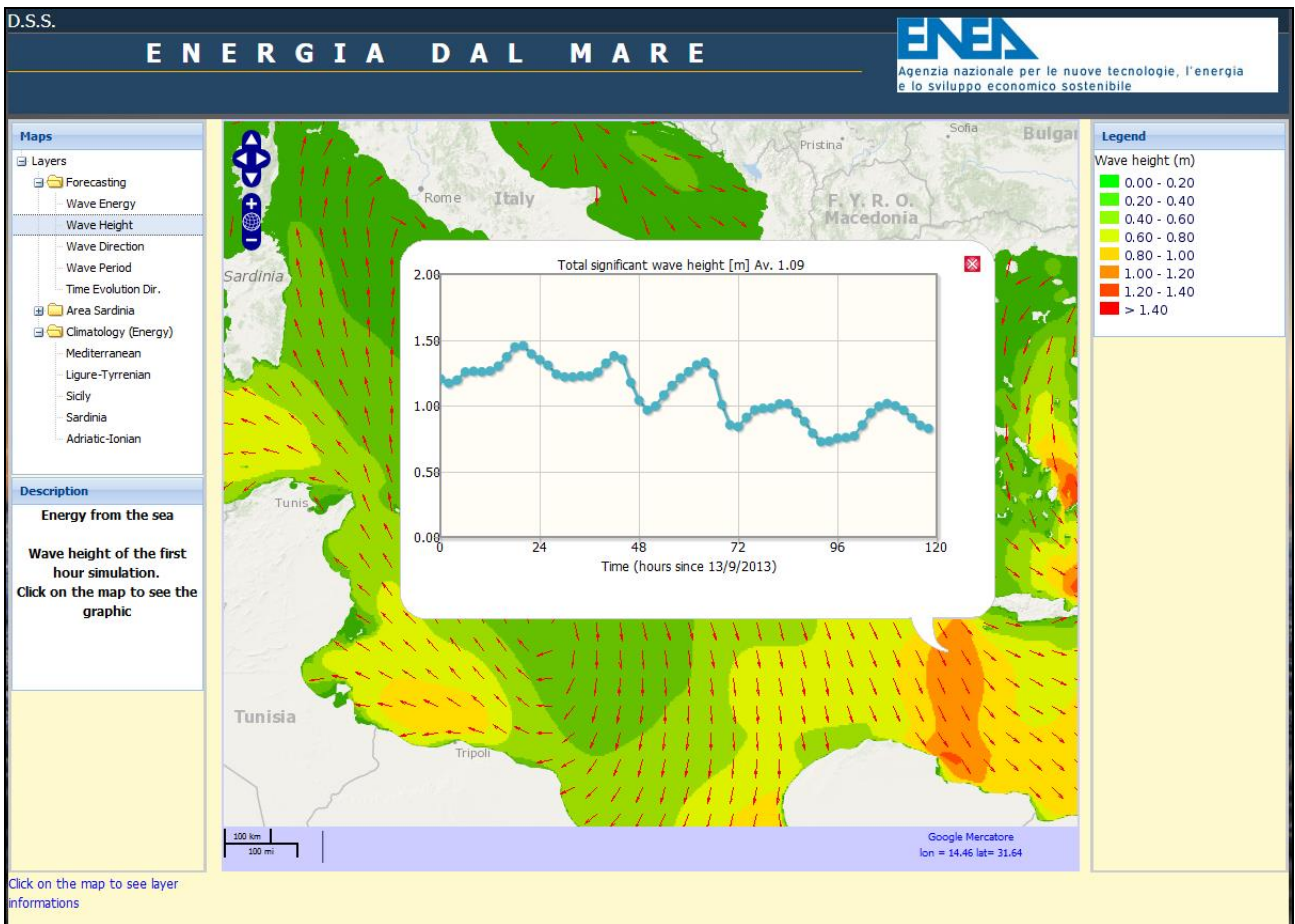 D.S.S.
ENERGIA DAL MARE
ENEA
Agenzia nazionale per le nuove tecnologie, l'energia
e lo sviluppo economico sostenibile
Maps
Layers
Forecasting
Wave Energy
Wave Height
Wave Direction
Wave Period
Time Evolution Dir.
Area Sardinia
Climatology (Energy)
Mediterranean
Ligure-Tyrrenian
Sicily
Sardinia
Adriatic-Ionian
Description
Energy from the sea
Wave height of the first
hour simulation.
Click on the map to see the
graphic
Click on the map to see layer
informations
Sofia
Bulgar
Pristina
Rome
Italy
F. Y. R. O.
Macedonia
Sardinia
Total significant wave height [m] Av. 1.09
2.00
1.50
1.00
0.50
0.00
0 24 48 72 96 120
Time (hours since 13/9/2013)
Tunis
Tunisia
Tripoli
100 km
100 mi
Google Mercatore
lon = 14.46 lat= 31.64
Legend
Wave height (m)
0.00 - 0.20
0.20 - 0.40
0.40 - 0.60
0.60 - 0.80
0.80 - 1.00
1.00 - 1.20
1.20 - 1.40
> 1.40